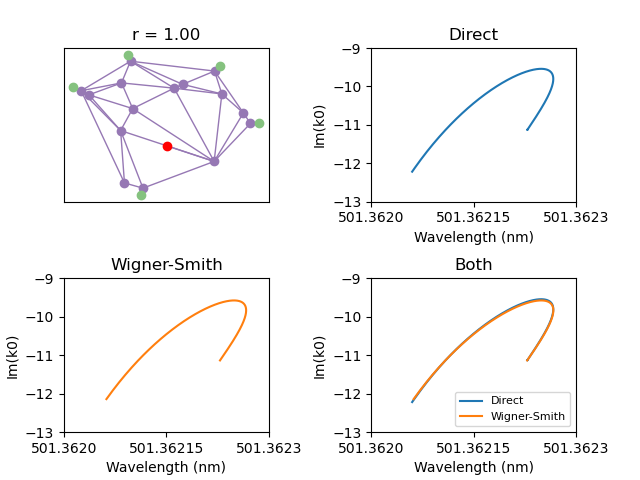 r = 1.00
Direct
−9
−10
−11
−12
−13
Im(k0)
501.3620
501.36215
501.3623
Wavelength (nm)
Wigner-Smith
−9
−10
−11
−12
−13
Im(k0)
501.3620
501.36215
501.3623
Wavelength (nm)
Both
−9
−10
−11
−12
−13
Im(k0)
Direct
Wigner-Smith
501.3620
501.36215
501.3623
Wavelength (nm)